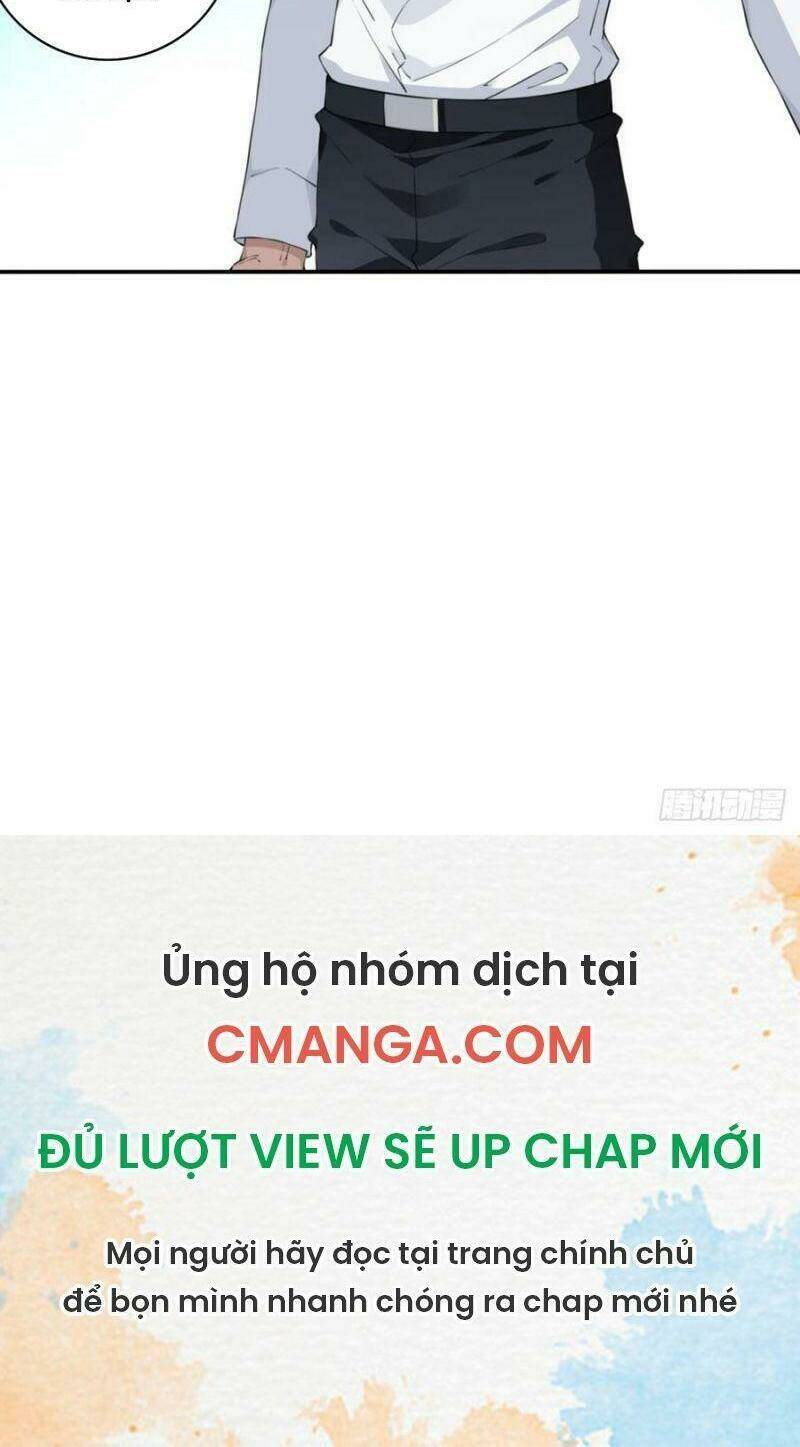 腾讯动漫
Ủng hộ nhóm dịch tại
CMANGA.COM
ĐỦ LƯỢT VIEW SẼ UP CHAP MỚI
Mọi người hãy đọc tại trang chính chủ
để bọn mình nhanh chóng ra chap mới nhé